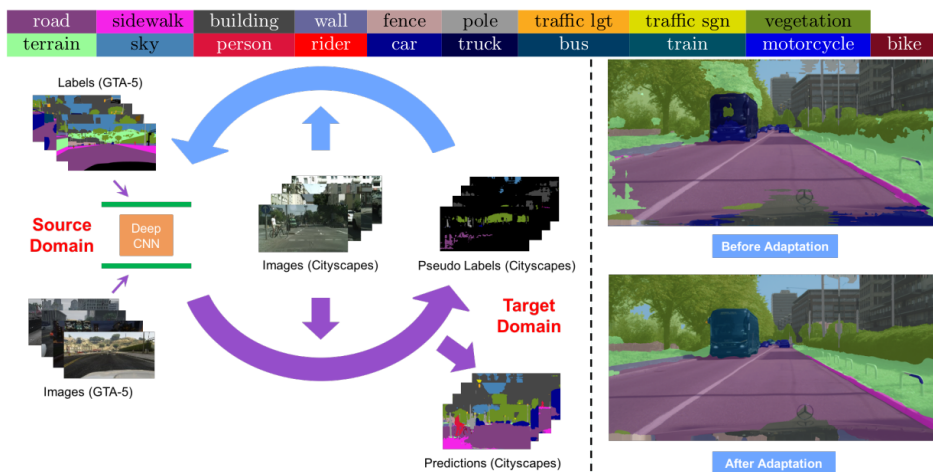 road sidewalk building wall fence pole traffic lgt traffic sgn vegetation
terrain sky person rider car truck bus train motorcycle bike
Labels (GTA-5)
Source
Domain
Deep
CNN
Images (Cityscapes)
Pseudo Labels (Cityscapes)
Target
Domain
Images (GTA-5)
Predictions (Cityscapes)
Before Adaptation
After Adaptation